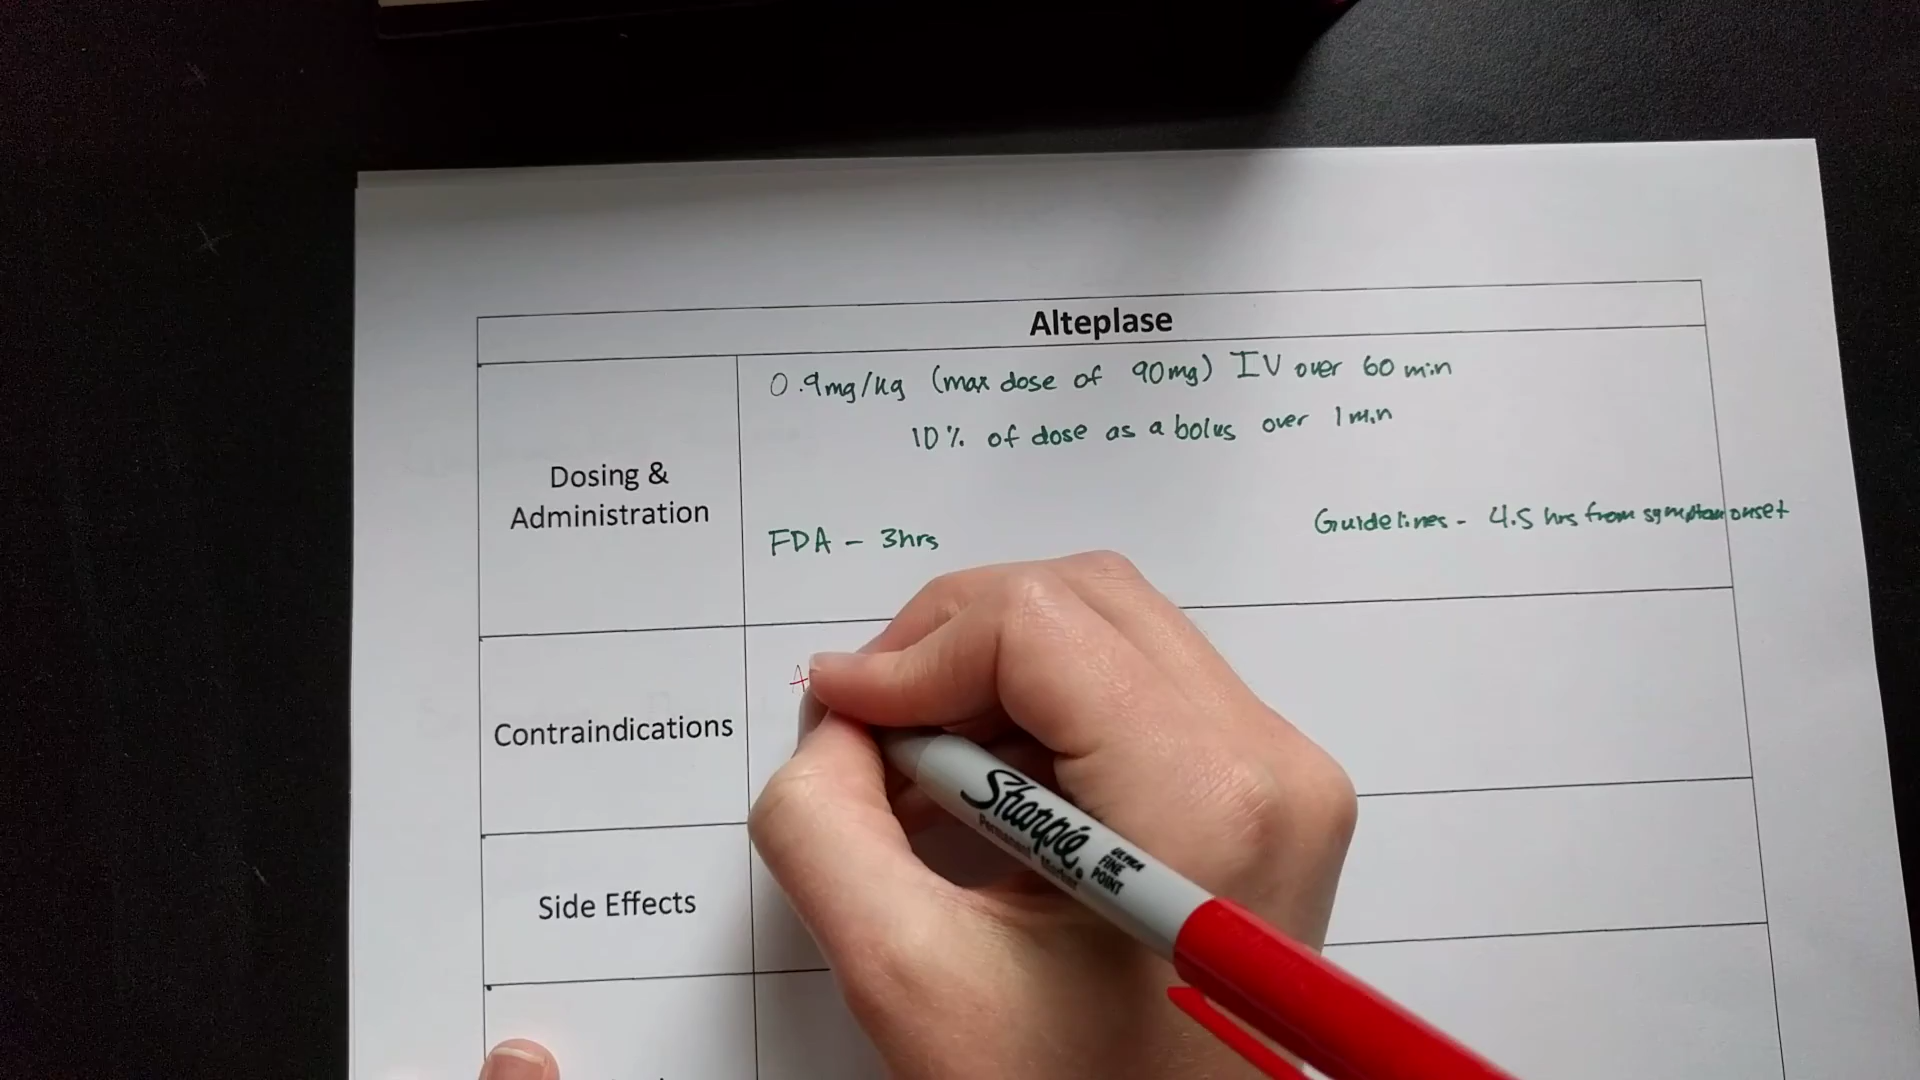 Alteplase
0.9mg/kg (max dose of 90mg) IV over 60 min
10% of dose as a bolus over 1 min
Dosing &
Administration
FDA - 3hrs
Guidelines - 4.5 hrs from symptom onset
Contraindications
A
Side Effects
Sharpie
Permanent Marker
ULTRA
FINE
POINT